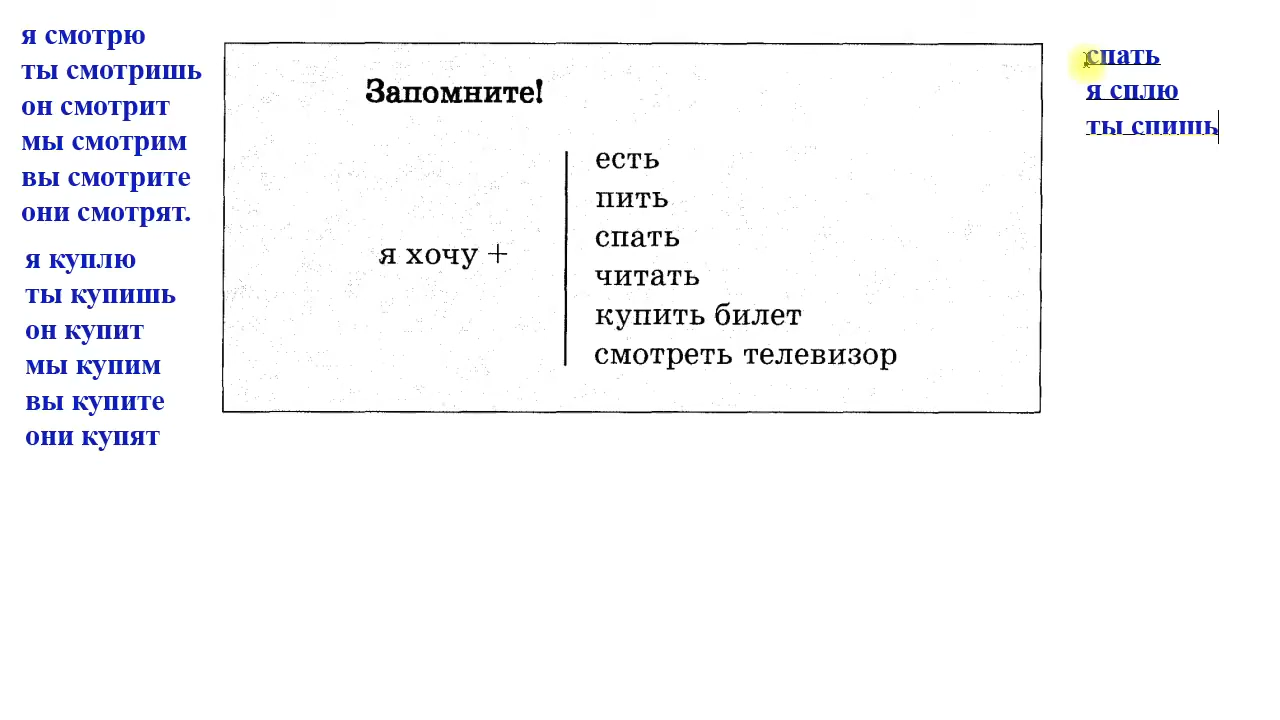 я смотрю
ты смотришь
он смотрит
мы смотрим
вы смотрите
они смотрят.
я куплю
ты купишь
он купит
мы купим
вы купите
они купят
Запомните!
я хочу +
есть
пить
спать
читать
купить билет
смотреть телевизор
спать
я сплю
ты спишь